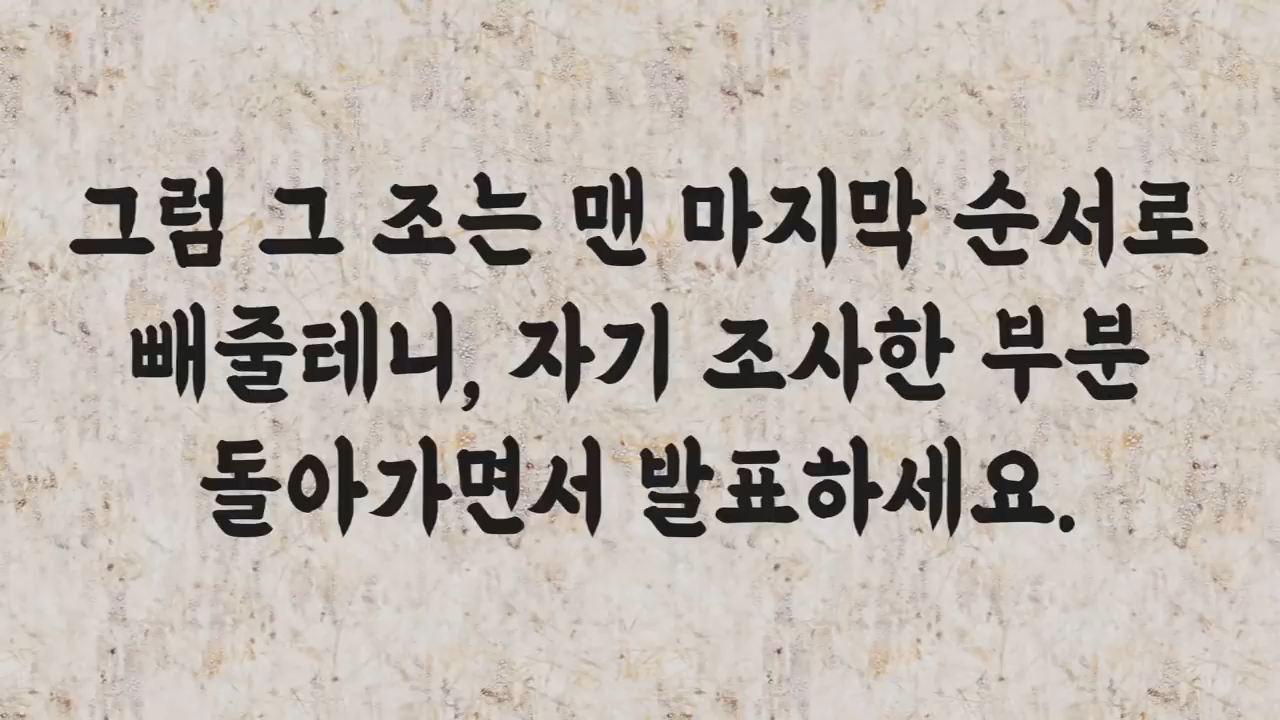 그럼 그 조는 맨 마지막 순서로
빼줄테니, 자기 조사한 부분
돌아가면서 발표하세요.